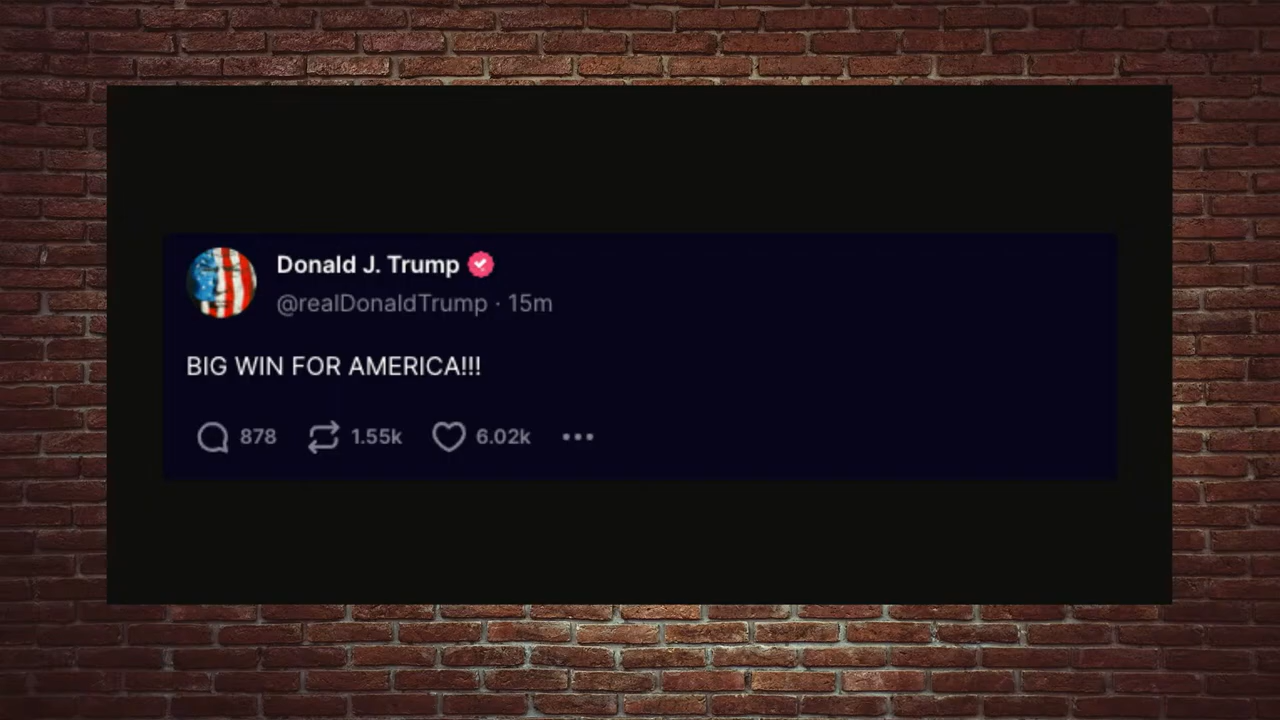 Donald J. Trump
@realDonaldTrump · 15m
BIG WIN FOR AMERICA!!!
878 1.55k 6.02k